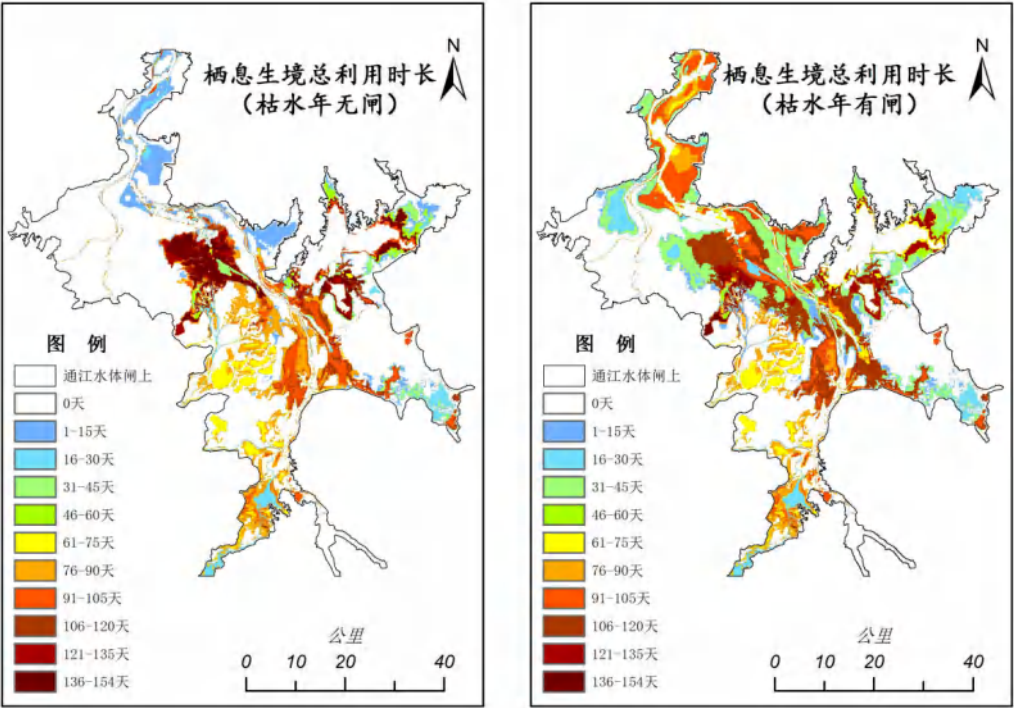 N
栖息生境总利用时长
（枯水年无闸）
图 例
通江水体闸上
0天
1-15天
16-30天
31-45天
46-60天
61-75天
76-90天
91-105天
106-120天
121-135天
136-154天
公里
0 10 20 40
N
栖息生境总利用时长
（枯水年有闸）
图 例
通江水体闸上
0天
1-15天
16-30天
31-45天
46-60天
61-75天
76-90天
91-105天
106-120天
121-135天
136-154天
公里
0 10 20 40